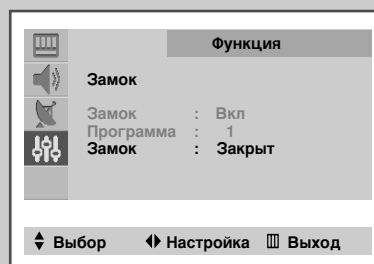 Функция
Замок
Замок : Вкл
Программа : 1
Замок : Закрыт
Выбор Настройка Выход